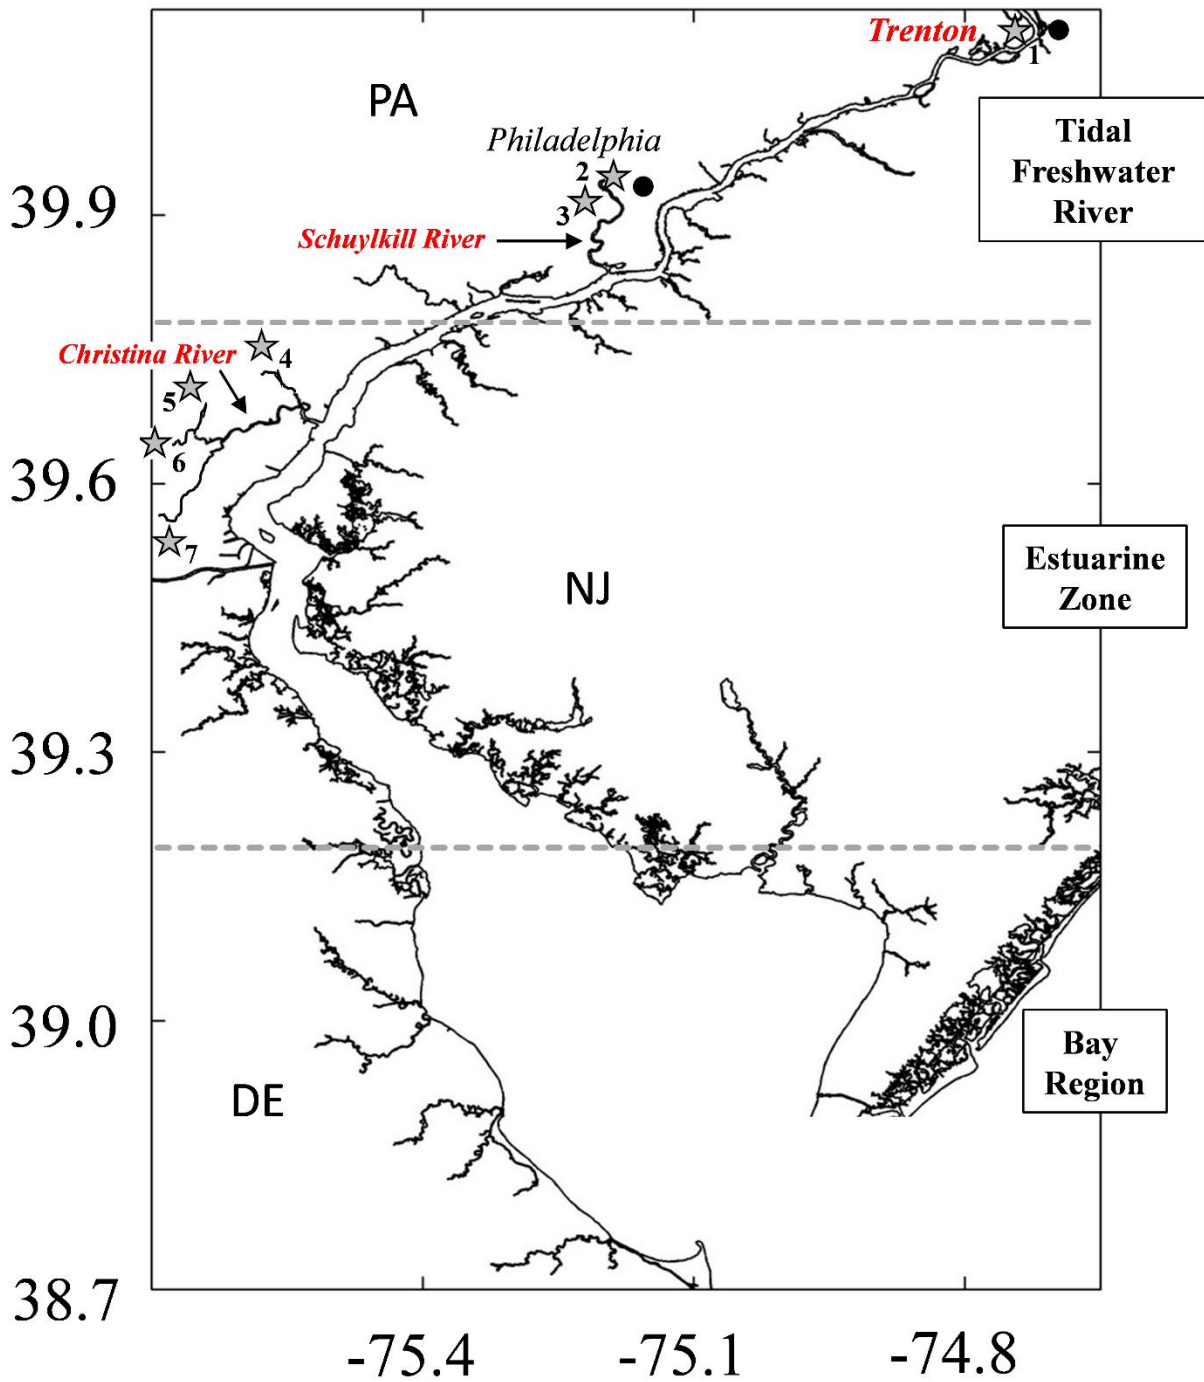 Trenton
1
PA
Tidal
Freshwater
River
Philadelphia
2
3
39.9
Schuylkill River
Christina River
4
5
6
39.6
7
Estuarine
Zone
NJ
39.3
39.0
Bay
Region
DE
38.7
-75.4
-75.1
-74.8